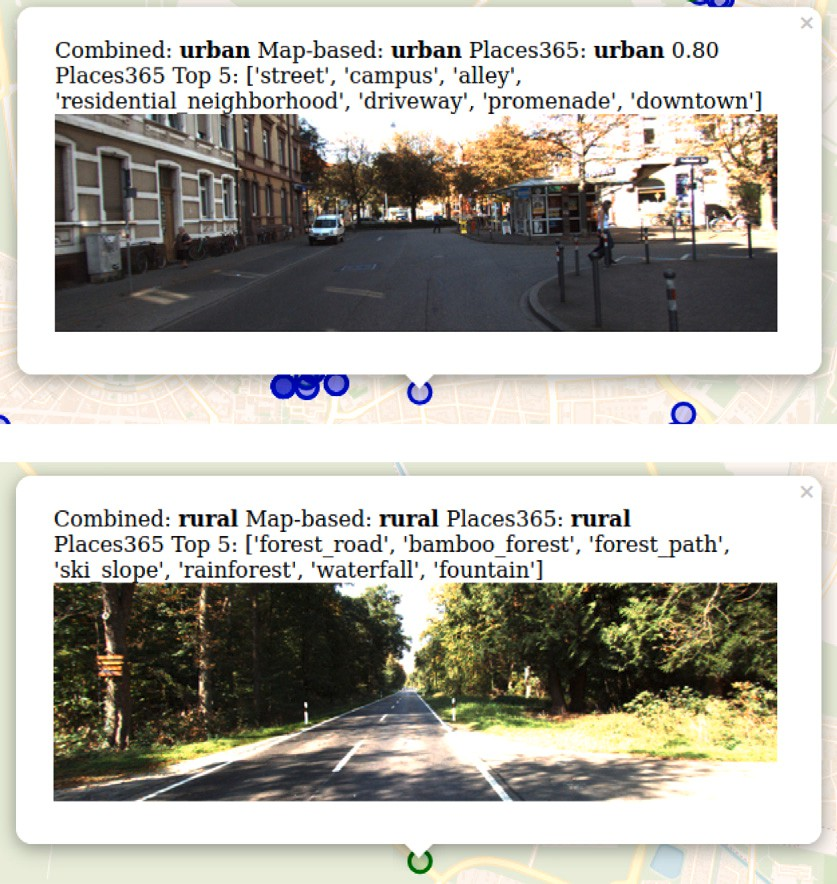 ×
Combined: urban Map-based: urban Places365: urban 0.80
Places365 Top 5: ['street', 'campus', 'alley',
'residential_neighborhood', 'driveway', 'promenade', 'downtown']
×
Combined: rural Map-based: rural Places365: rural
Places365 Top 5: ['forest_road', 'bamboo_forest', 'forest_path',
'ski_slope', 'rainforest', 'waterfall', 'fountain']